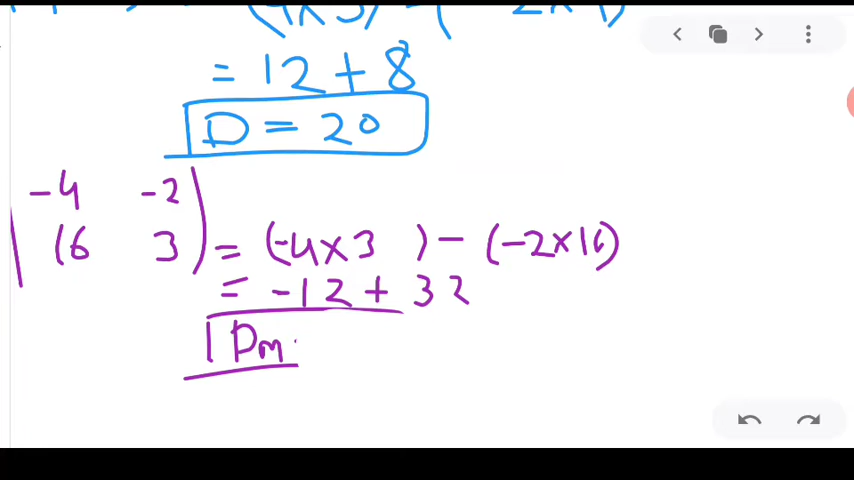 = 12 + 8
D = 20
-4 -2
16 3 = (-4×3) - (-2×16)
= -12 + 32
Dm